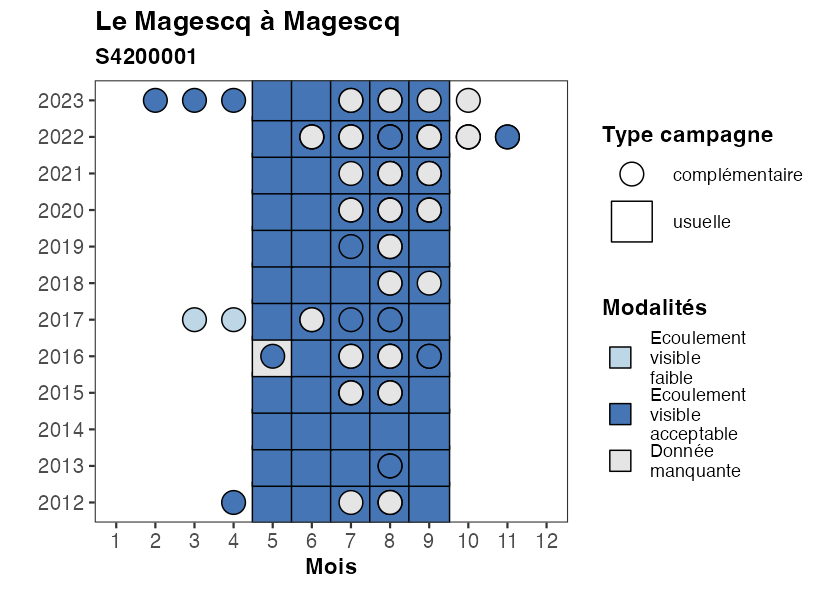 Le Magescq à Magescq
S4200001
2023
2022
2021
2020
2019
2018
2017
2016
2015
2014
2013
2012
1 2 3 4 5 6 7 8 9 10 11 12
Mois
Type campagne
complémentaire
usuelle
Modalités
Ecoulement
visible
faible
Ecoulement
visible
acceptable
Donnée
manquante